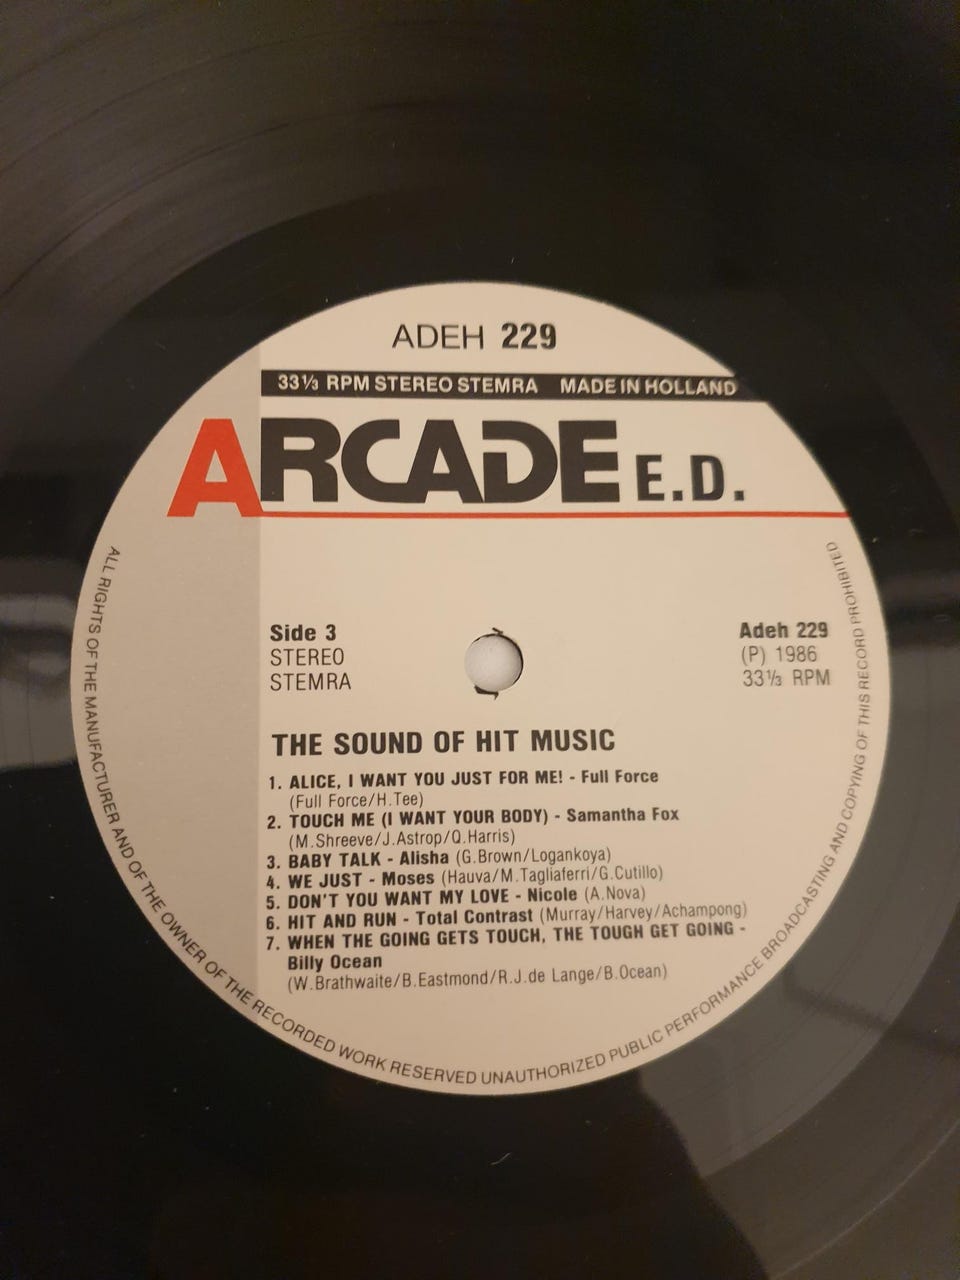 ADEH 229
33⅓ RPM STEREO STEMRA MADE IN HOLLAND
ARCADE E.D.
Side 3
STEREO
STEMRA
Adeh 229
(P) 1986
33⅓ RPM
THE SOUND OF HIT MUSIC
1. ALICE, I WANT YOU JUST FOR ME! - Full Force
(Full Force/H.Tee)
2. TOUCH ME (I WANT YOUR BODY) - Samantha Fox
(M.Shreeve/J.Astrop/Q.Harris)
3. BABY TALK - Alisha (G.Brown/Logankoya)
4. WE JUST - Moses (Hauva/M.Tagliaferri/G.Cutillo)
5. DON'T YOU WANT MY LOVE - Nicole (A.Nova)
6. HIT AND RUN - Total Contrast (Murray/Harvey/Achampong)
7. WHEN THE GOING GETS TOUCH, THE TOUGH GET GOING -
Billy Ocean
(W.Brathwaite/B.Eastmond/R.J.de Lange/B.Ocean)
ALL RIGHTS OF THE MANUFACTURER AND OF THE OWNER OF THE RECORDED WORK RESERVED UNAUTHORIZED PUBLIC PERFORMANCE BROADCASTING AND COPYING OF THIS RECORD PROHIBITED